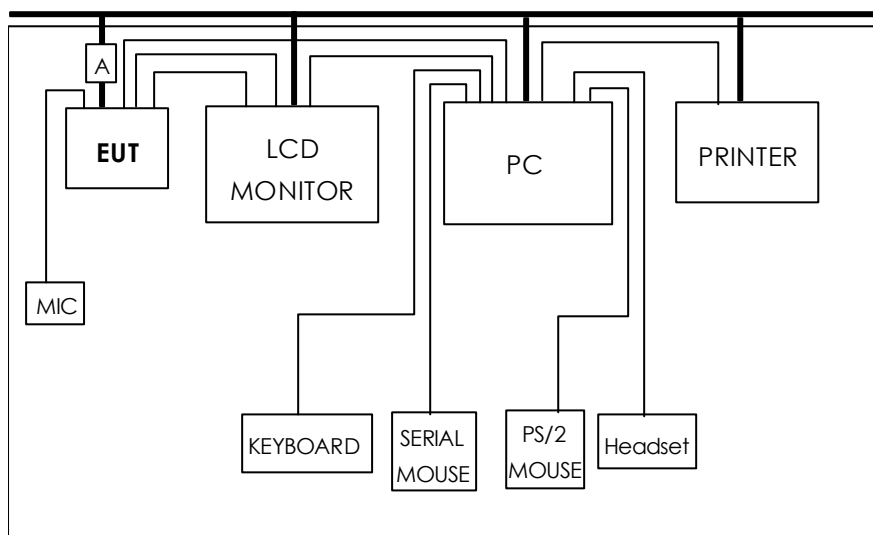 A
EUT
LCD
MONITOR
PC
PRINTER
MIC
KEYBOARD
SERIAL
MOUSE
PS/2
MOUSE
Headset